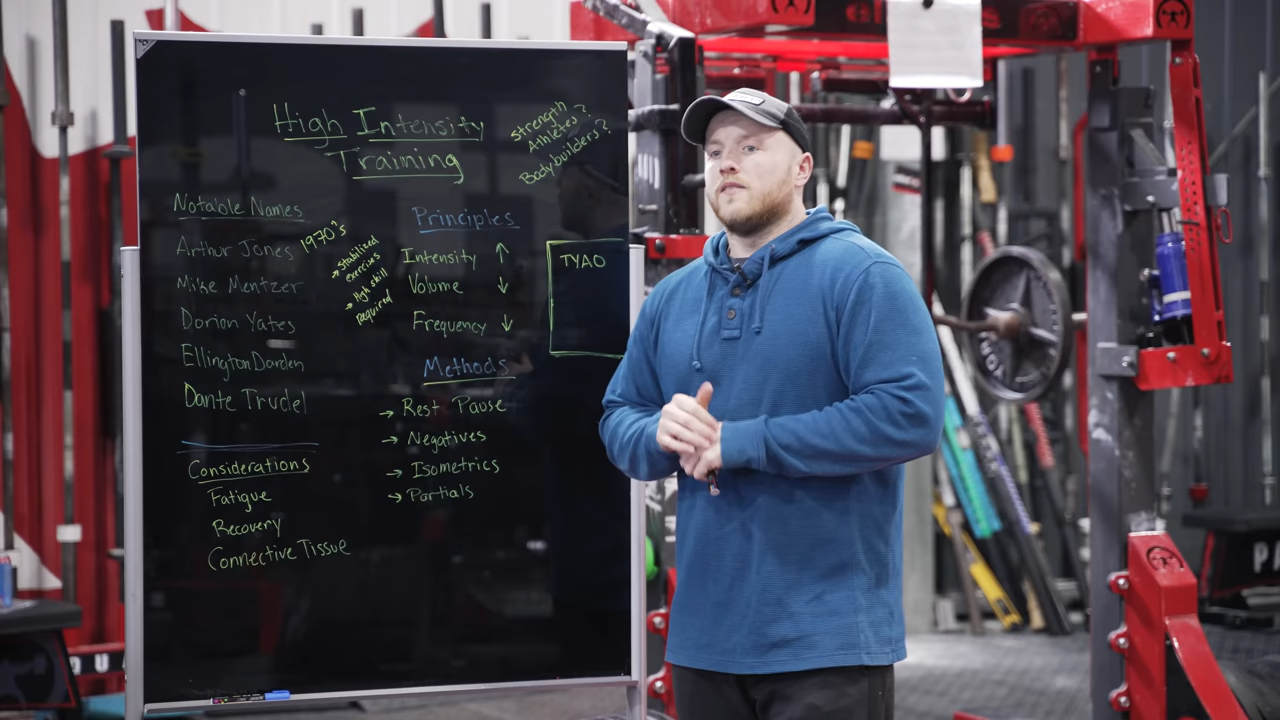 High Intensity
Training
Strength
Athletes?
Bodybuilders?
Notable Names
Arthur Jones
1970's
→ Stabilized
exercises
→ High skill
required
Mike Mentzer
Dorian Yates
Ellington Darden
Dante Trudel
Considerations
Fatigue
Recovery
Connective Tissue
Principles
Intensity ↑
Volume ↓
Frequency ↓
Methods
→ Rest Pause
→ Negatives
→ Isometrics
→ Partials
TYAO